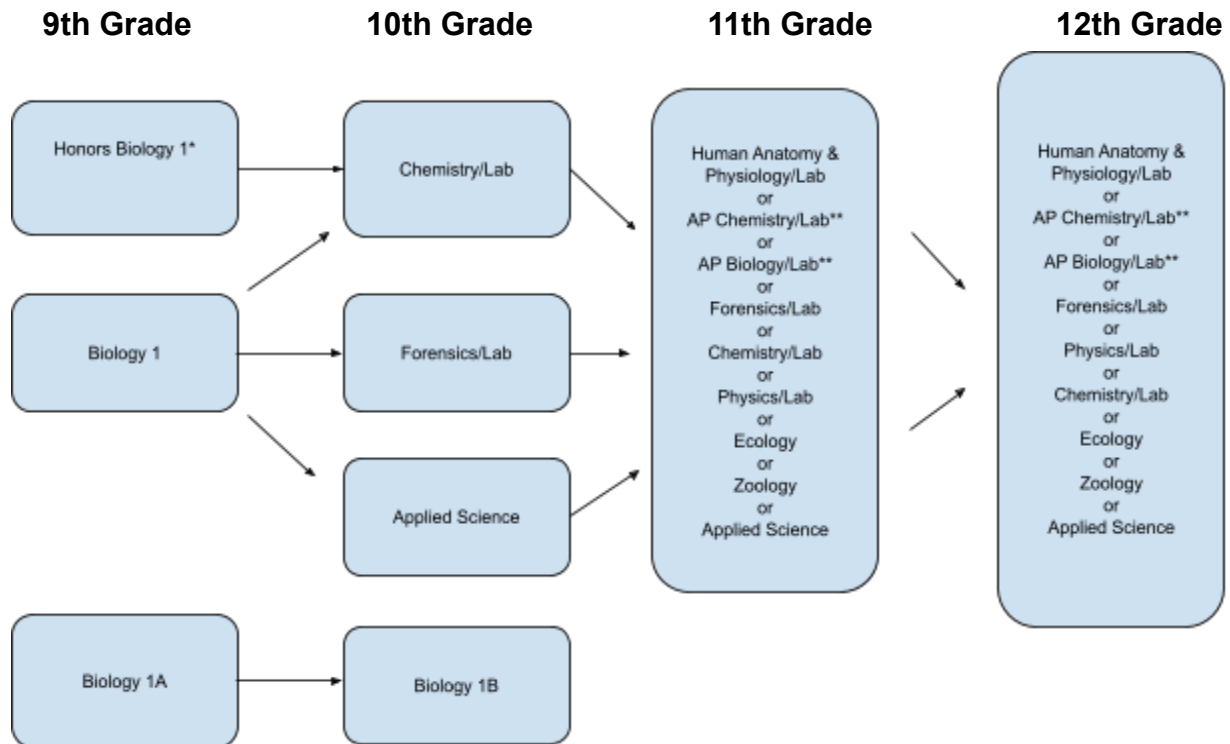 9th Grade
10th Grade
11th Grade
12th Grade
Honors Biology 1*
Biology 1
Biology 1A
Chemistry/Lab
Forensics/Lab
Applied Science
Biology 1B
Human Anatomy &
Physiology/Lab
or
AP Chemistry/Lab**
or
AP Biology/Lab**
or
Forensics/Lab
or
Chemistry/Lab
or
Physics/Lab
or
Ecology
or
Zoology
or
Applied Science
Human Anatomy &
Physiology/Lab
or
AP Chemistry/Lab**
or
AP Biology/Lab**
or
Forensics/Lab
or
Physics/Lab
or
Chemistry/Lab
or
Ecology
or
Zoology
or
Applied Science